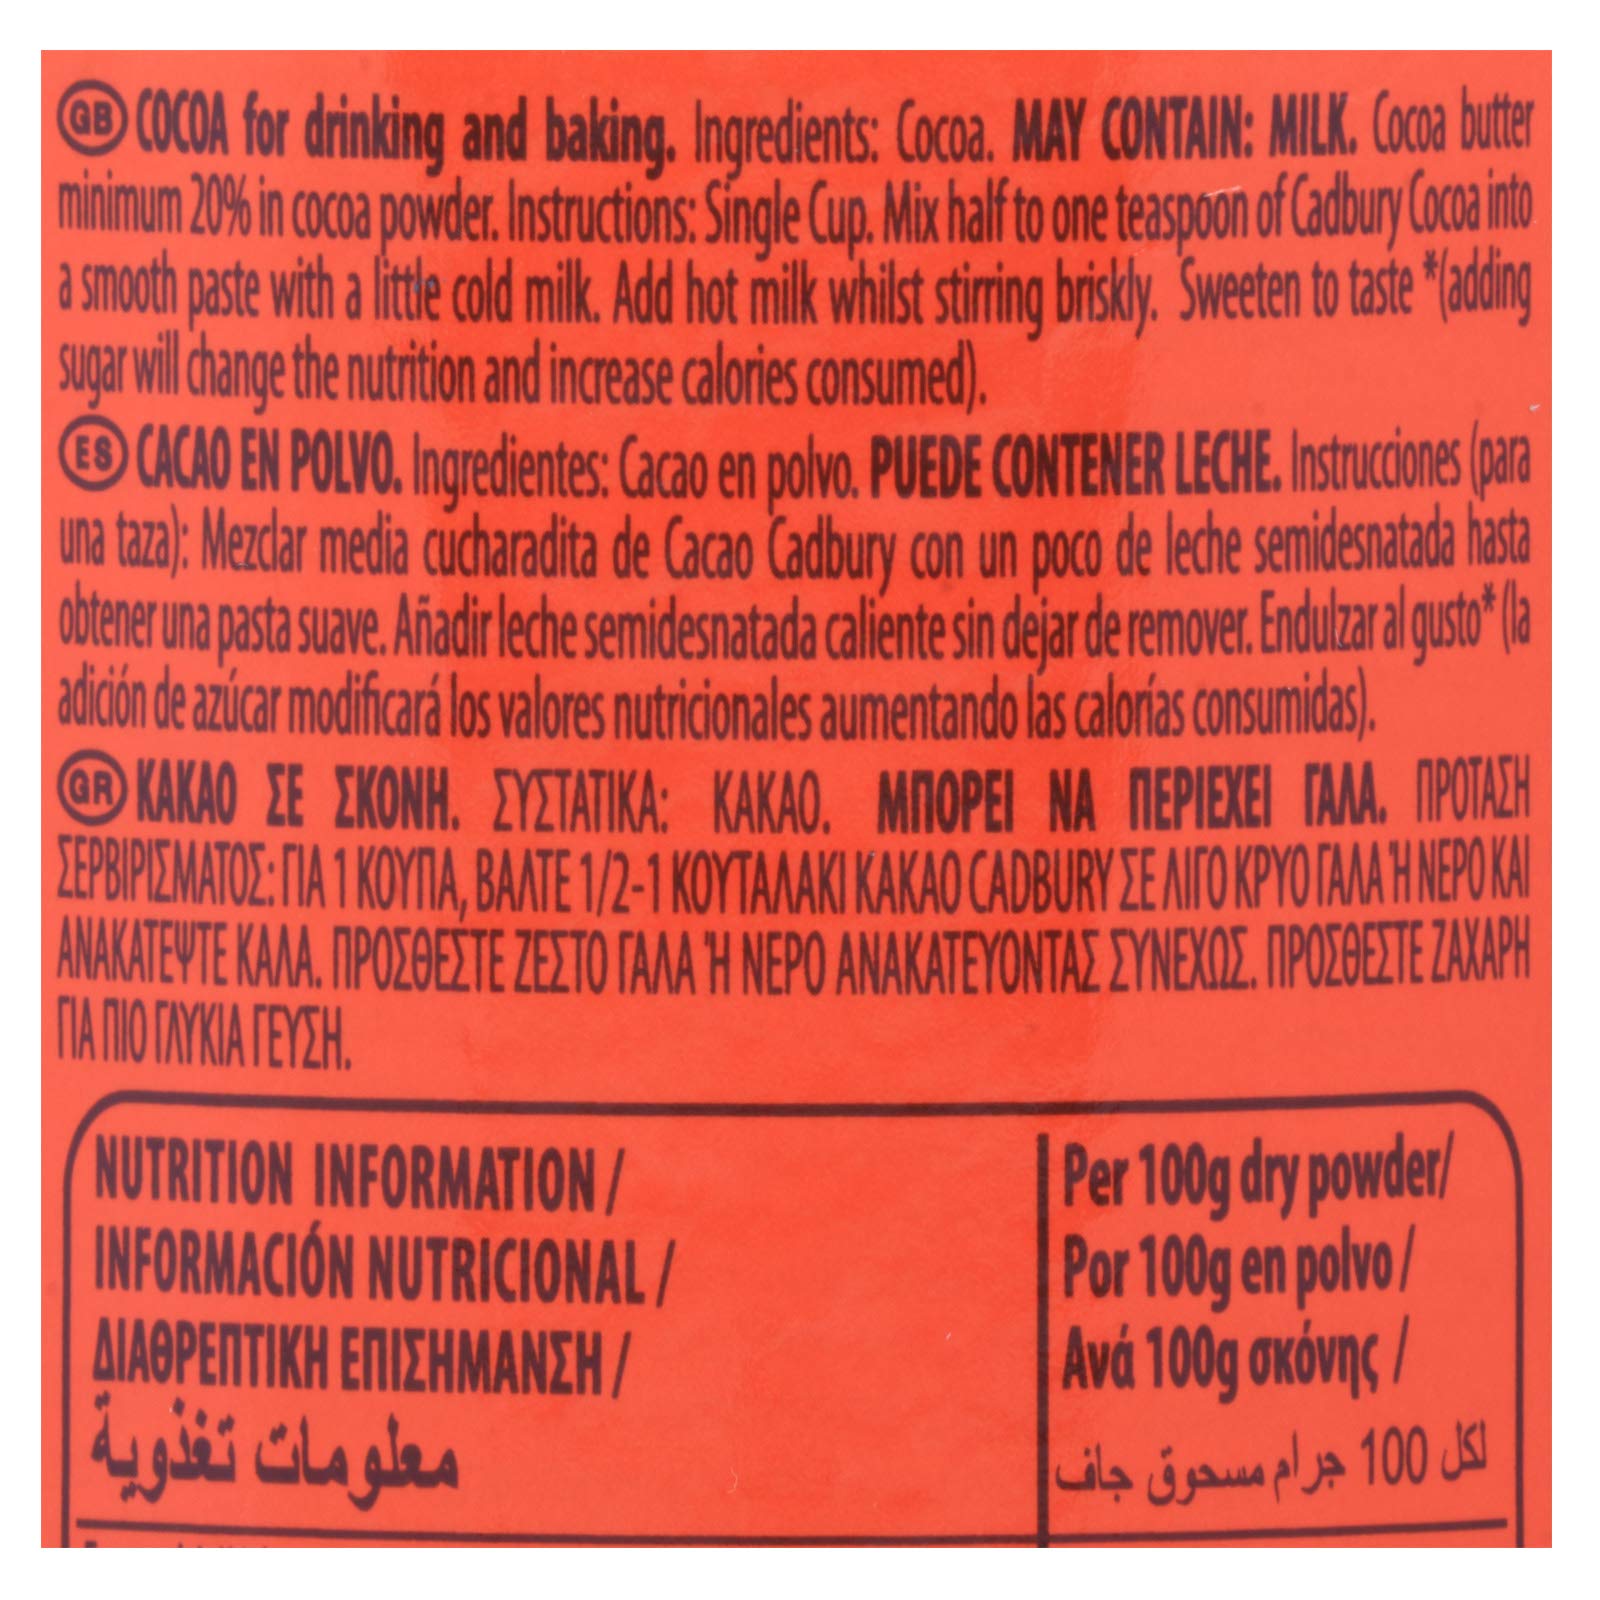 GB COCOA for drinking and baking. Ingredients: Cocoa. MAY CONTAIN: MILK. Cocoa butter
minimum 20% in cocoa powder. Instructions: Single Cup. Mix half to one teaspoon of Cadbury Cocoa into
a smooth paste with a little cold milk. Add hot milk whilst stirring briskly. Sweeten to taste *(adding
sugar will change the nutrition and increase calories consumed).
ES CACAO EN POLVO. Ingredientes: Cacao en polvo. PUEDE CONTENER LECHE. Instrucciones (para
una taza): Mezclar media cucharadita de Cacao Cadbury con un poco de leche semidesnatada hasta
obtener una pasta suave. Añadir leche semidesnatada caliente sin dejar de remover. Endulzar al gusto* (la
adición de azúcar modificará los valores nutricionales aumentando las calorías consumidas).
GR ΚΑΚΑΟ ΣΕ ΣΚΟΝΗ. ΣΥΣΤΑΤΙΚΑ: ΚΑΚΑΟ. ΜΠΟΡΕΙ ΝΑ ΠΕΡΙΕΧΕΙ ΓΑΛΑ. ΠΡΟΤΑΣΗ
ΣΕΡΒΙΡΙΣΜΑΤΟΣ: ΓΙΑ 1 ΚΟΥΠΑ, ΒΑΛΤΕ 1/2-1 ΚΟΥΤΑΛΑΚΙ ΚΑΚΑΟ CADBURY ΣΕ ΛΙΓΟ ΚΡΥΟ ΓΑΛΑ Ή ΝΕΡΟ ΚΑΙ
ΑΝΑΚΑΤΕΨΤΕ ΚΑΛΑ. ΠΡΟΣΘΕΣΤΕ ΖΕΣΤΟ ΓΑΛΑ Ή ΝΕΡΟ ΑΝΑΚΑΤΕΥΟΝΤΑΣ ΣΥΝΕΧΩΣ. ΠΡΟΣΘΕΣΤΕ ΖΑΧΑΡΗ
ΓΙΑ ΠΙΟ ΓΛΥΚΙΑ ΓΕΥΣΗ.
NUTRITION INFORMATION /
INFORMACIÓN NUTRICIONAL /
ΔΙΑΘΡΕΠΤΙΚΗ ΕΠΙΣΗΜΑΝΣΗ /
معلومات تغذوية
Per 100g dry powder/
Por 100g en polvo /
Ανά 100g σκόνης /
لكل 100 جرام مسحوق جاف